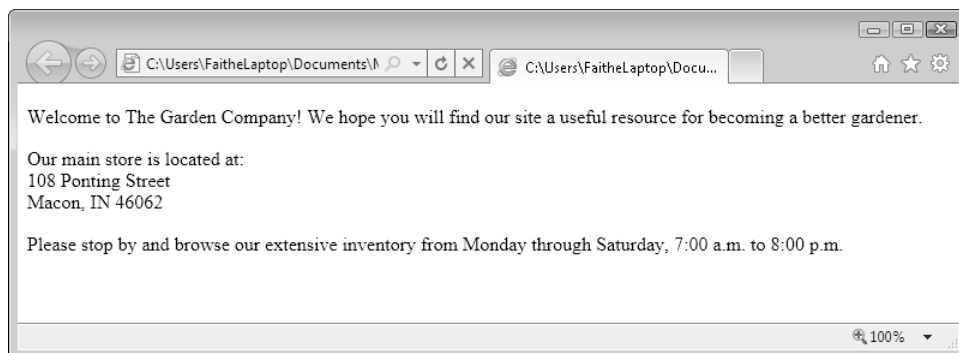 C:\Users\FaitheLaptop\Documents\
C:\Users\FaitheLaptop\Docu...
Welcome to The Garden Company! We hope you will find our site a useful resource for becoming a better gardener.
Our main store is located at:
108 Ponting Street
Macon, IN 46062
Please stop by and browse our extensive inventory from Monday through Saturday, 7:00 a.m. to 8:00 p.m.
100%